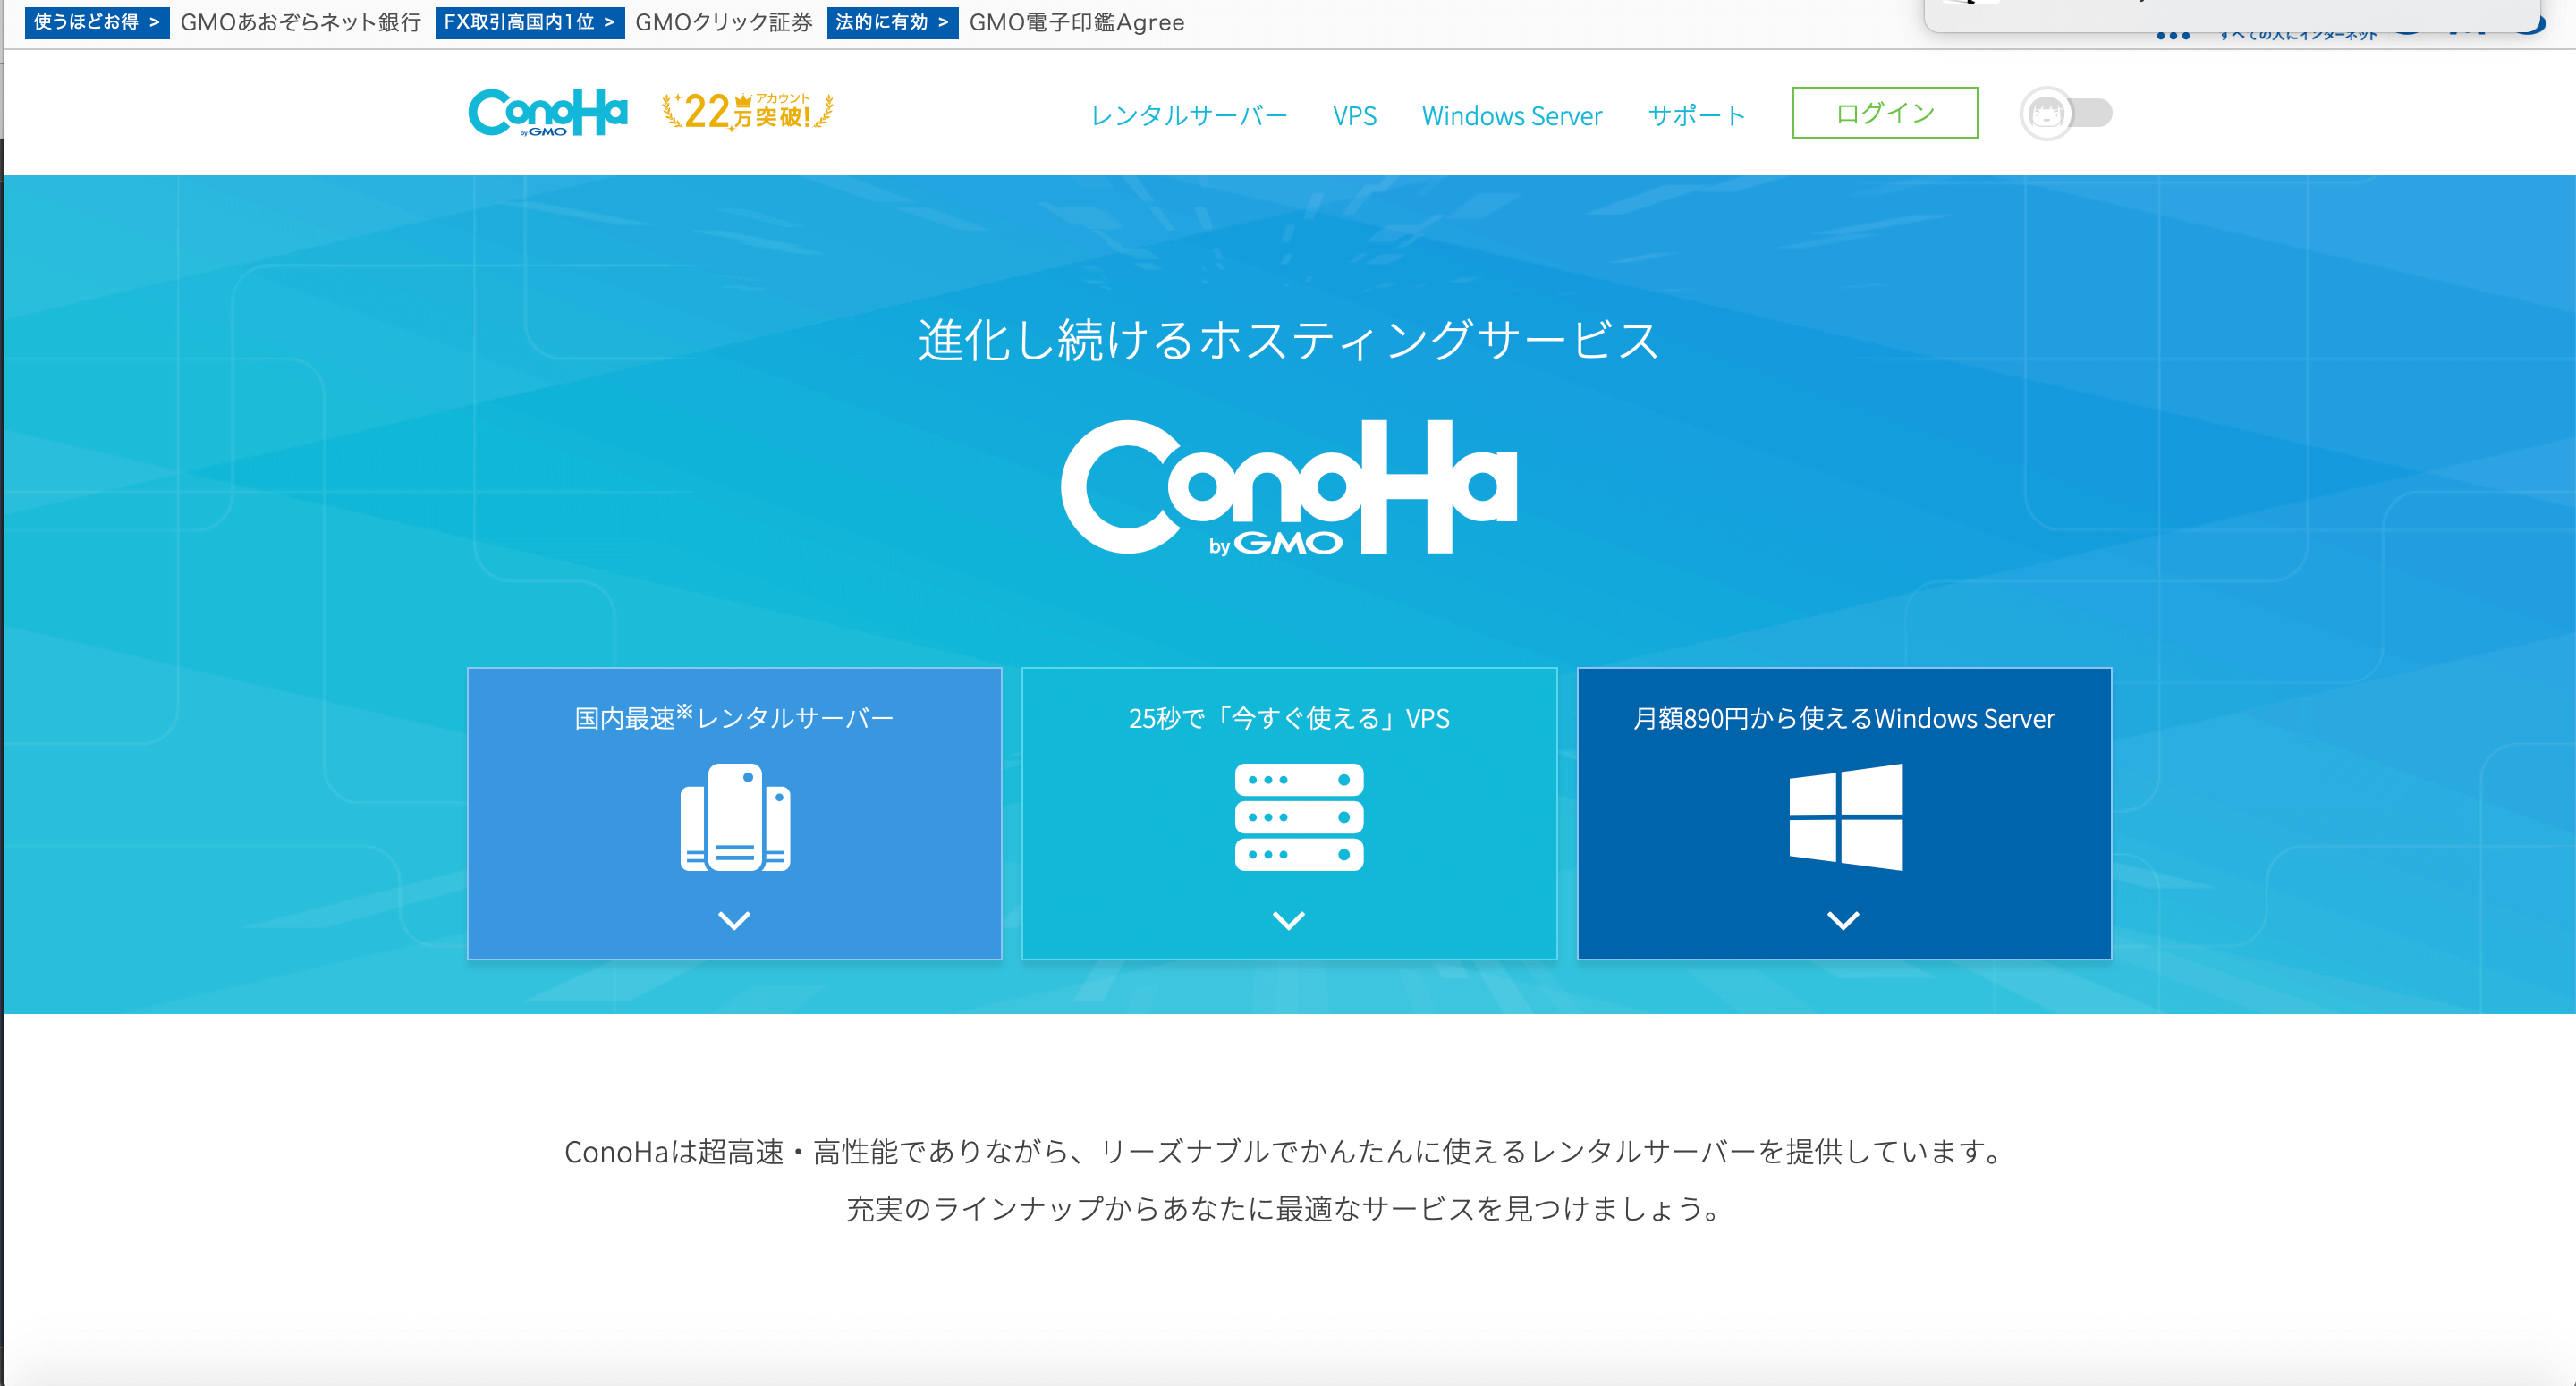 使うほどお得 > GMOあおぞらネット銀行 FX取引高国内1位 > GMOクリック証券 法的に有効 > GMO電子印鑑Agree
すべての人にインターネット
ConoHa by GMO 22万アカウント突破! レンタルサーバー VPS Windows Server サポート ログイン
進化し続けるホスティングサービス
ConoHa
by GMO
国内最速※レンタルサーバー
25秒で「今すぐ使える」VPS
月額890円から使えるWindows Server
ConoHaは超高速・高性能でありながら、リーズナブルでかんたんに使えるレンタルサーバーを提供しています。
充実のラインナップからあなたに最適なサービスを見つけましょう。